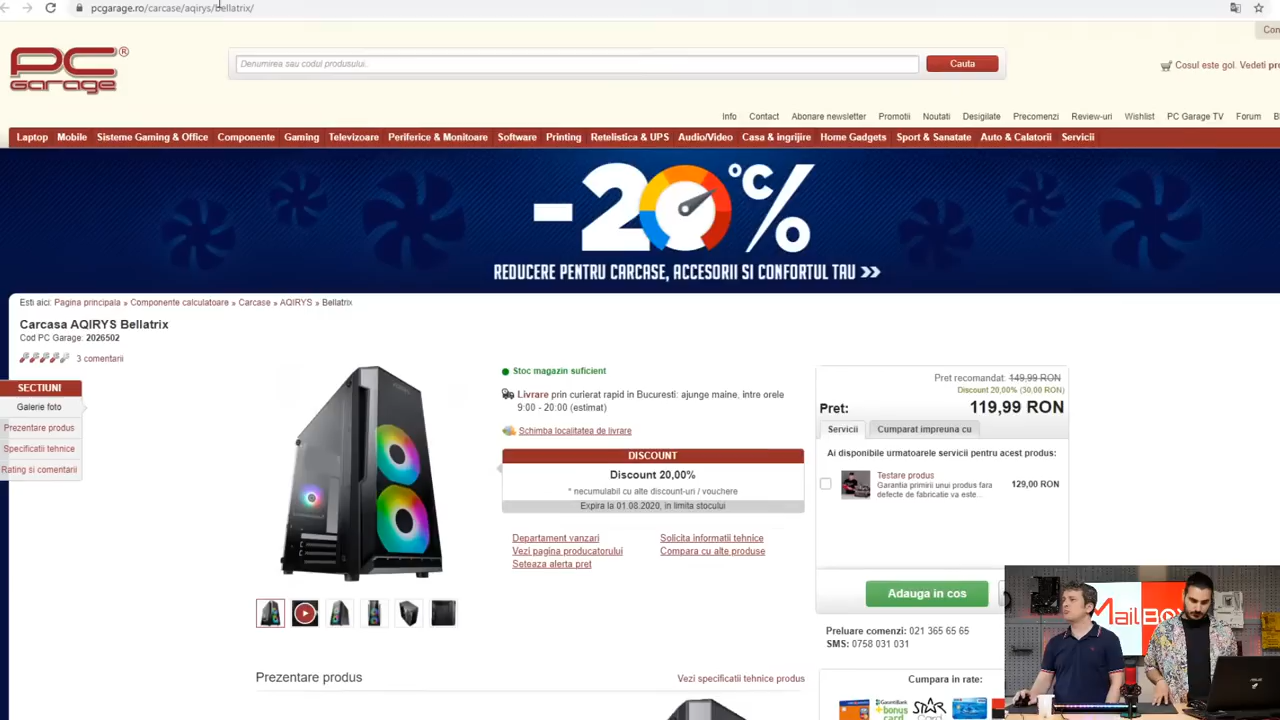 pcgarage.ro/carcase/aqirys/bellatrix/
PC Garage®
Denumirea sau codul produsului..
Cauta
Cosul este gol. Vedeti
Info Contact Abonare newsletter Promotii Noutati Desigilate Precomenzi Review-uri Wishlist PC Garage TV Forum
Laptop Mobile Sisteme Gaming & Office Componente Gaming Televizoare Periferice & Monitoare Software Printing Retelistica & UPS Audio/Video Casa & ingrijire Home Gadgets Sport & Sanatate Auto & Calatorii Servicii
-20°C/%
REDUCERE PENTRU CARCASE, ACCESORII SI CONFORTUL TAU >>
Esti aici: Pagina principala » Componente calculatoare » Carcase » AQIRYS » Bellatrix
Carcasa AQIRYS Bellatrix
Cod PC Garage: 2026502
3 comentarii
SECTIUNI
Galerie foto
Prezentare produs
Specificatii tehnice
Rating si comentarii
Stoc magazin suficient
Livrare prin curierat rapid in Bucuresti: ajunge maine, intre orele
9:00 - 20:00 (estimat)
Schimba localitatea de livrare
DISCOUNT
Discount 20,00%
* necumulabil cu alte discount-uri / vouchere
Expira la 01.08.2020, in limita stocului
Departament vanzari
Solicita informatii tehnice
Vezi pagina producatorului
Compara cu alte produse
Seteaza alerta pret
Pret recomandat: 149,99 RON
Discount 20,00% (30,00 RON)
Pret: 119,99 RON
Servicii Cumparat impreuna cu
Ai disponibile urmatoarele servicii pentru acest produs:
Testare produs
Garantia primirii unui produs fara
defecte de fabricatie va este...
129,00 RON
Adauga in cos
Preluare comenzi: 021 365 65 65
SMS: 0758 031 031
Cumpara in rate:
Prezentare produs
Vezi specificatii tehnice produs
bonus
card
STAR
Card
MailBox
ASUS